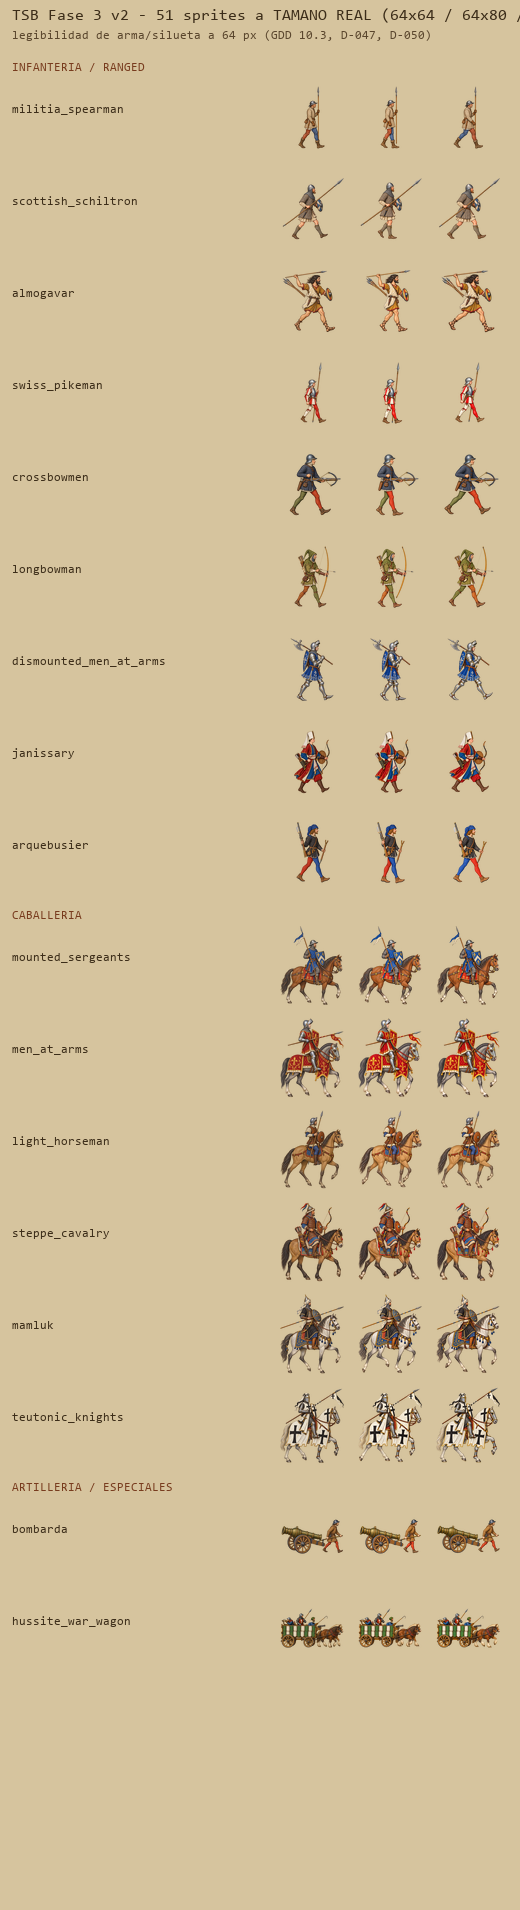 TSB Fase 3 v2 - 51 sprites a TAMANO REAL (64x64 / 64x80 /
legibilidad de arma/silueta a 64 px (GDD 10.3, D-047, D-050)
INFANTERIA / RANGED
militia_spearman
scottish_schiltron
almogavar
swiss_pikeman
crossbowmen
longbowman
dismounted_men_at_arms
janissary
arquebusier
CABALLERIA
mounted_sergeants
men_at_arms
light_horseman
steppe_cavalry
mamluk
teutonic_knights
ARTILLERIA / ESPECIALES
bombarda
hussite_war_wagon